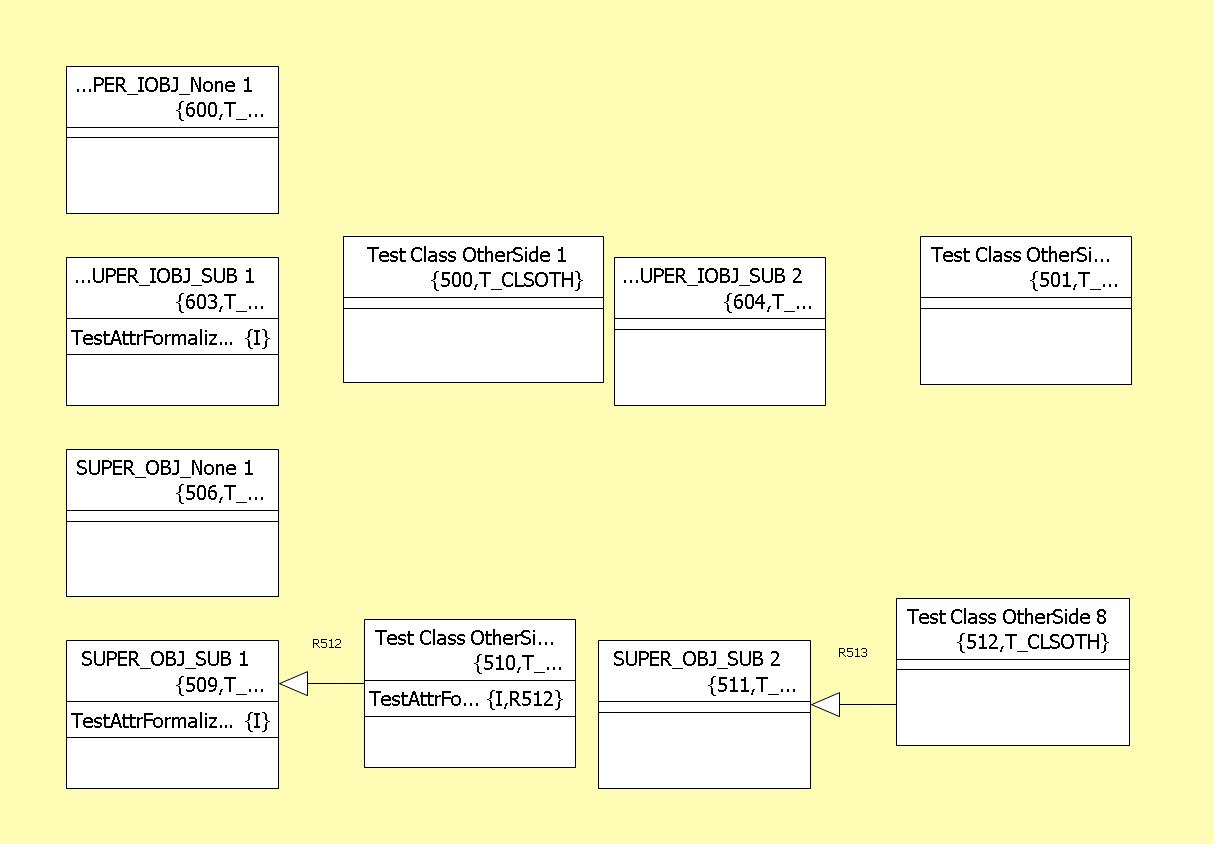 ...PER_IOBJ_None 1
{600,T_...
...UPER_IOBJ_SUB 1
{603,T_...
TestAttrFormaliz... {I}
Test Class OtherSide 1
{500,T_CLSOTH}
...UPER_IOBJ_SUB 2
{604,T_...
Test Class OtherSi...
{501,T_...
SUPER_OBJ_None 1
{506,T_...
SUPER_OBJ_SUB 1
{509,T_...
TestAttrFormaliz... {I}
R512
Test Class OtherSi...
{510,T_...
TestAttrFo... {I,R512}
SUPER_OBJ_SUB 2
{511,T_...
R513
Test Class OtherSide 8
{512,T_CLSOTH}